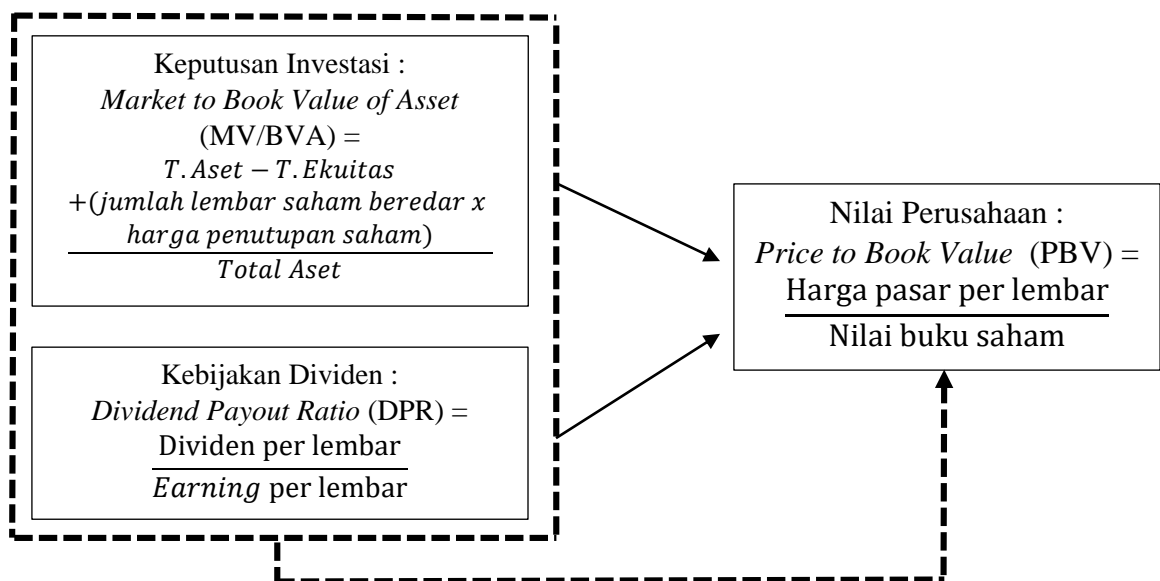 Keputusan Investasi :
Market to Book Value of Asset
(MV/BVA) =
T. Aset − T. Ekuitas
+(jumlah lembar saham beredar x
harga penutupan saham)
Total Aset
Kebijakan Dividen :
Dividend Payout Ratio (DPR) =
Dividen per lembar
Earning per lembar
Nilai Perusahaan :
Price to Book Value (PBV) =
Harga pasar per lembar
Nilai buku saham